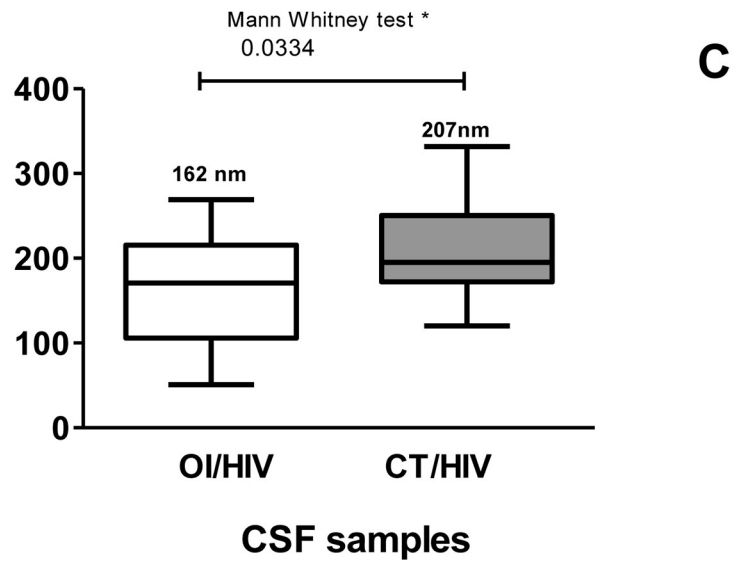 Mann Whitney test *
0.0334
C
400
207nm
162 nm
300
200
100
0
OI/HIV
CT/HIV
CSF samples